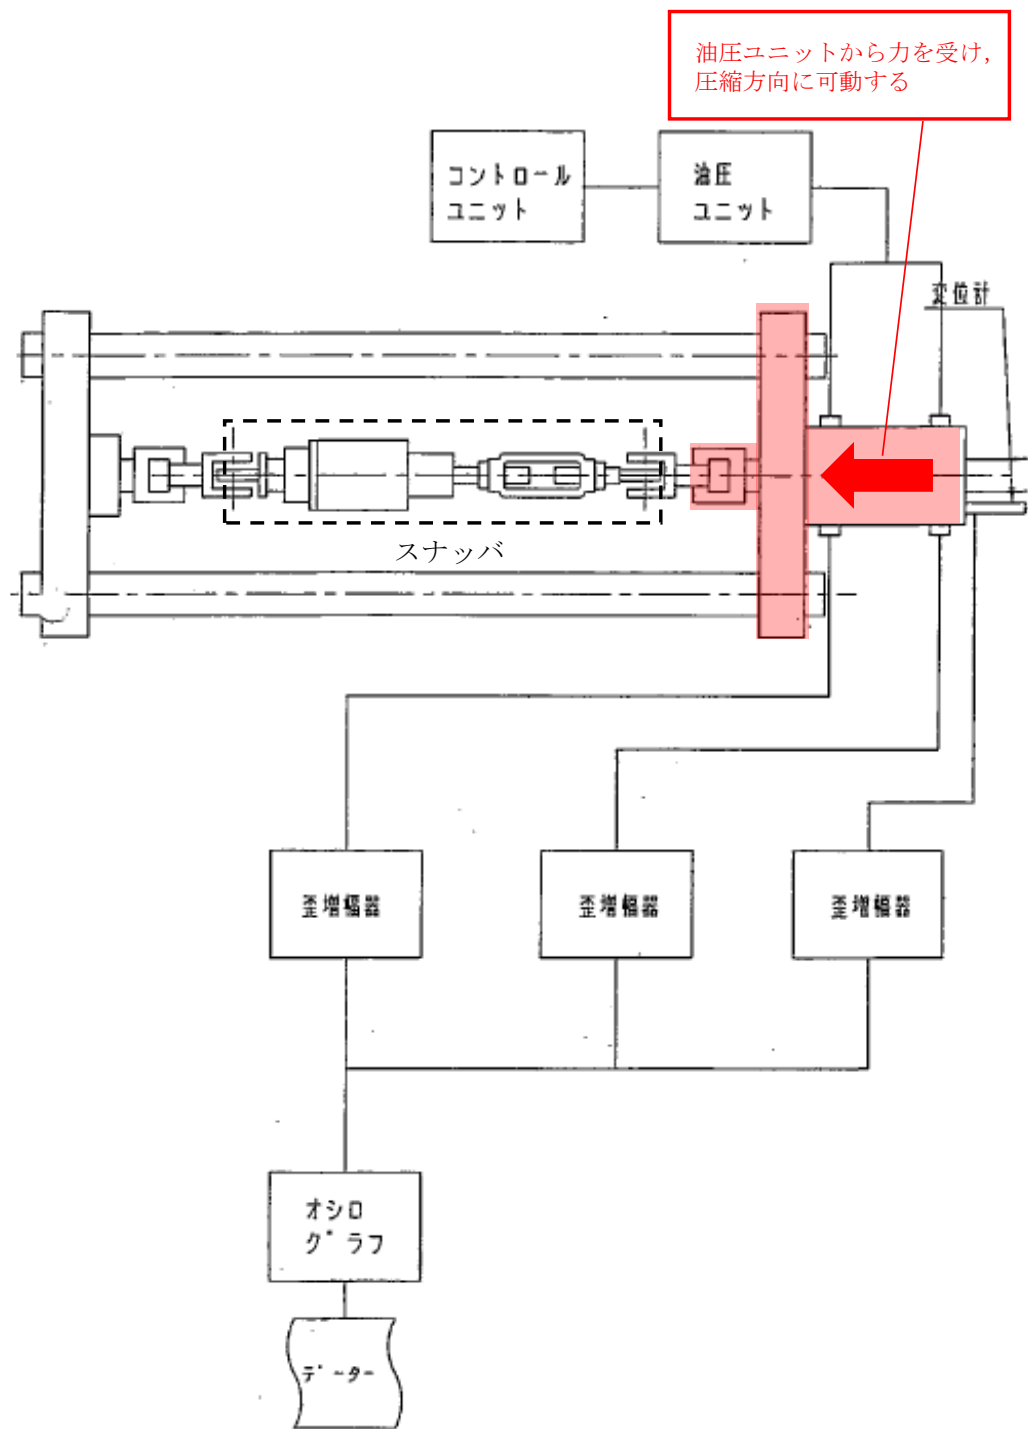 油圧ユニットから力を受け，
圧縮方向に可動する
コントロール
ユニット
油圧
ユニット
変位計
スナッバ
歪増幅器
歪増幅器
歪増幅器
オシロ
グラフ
データー